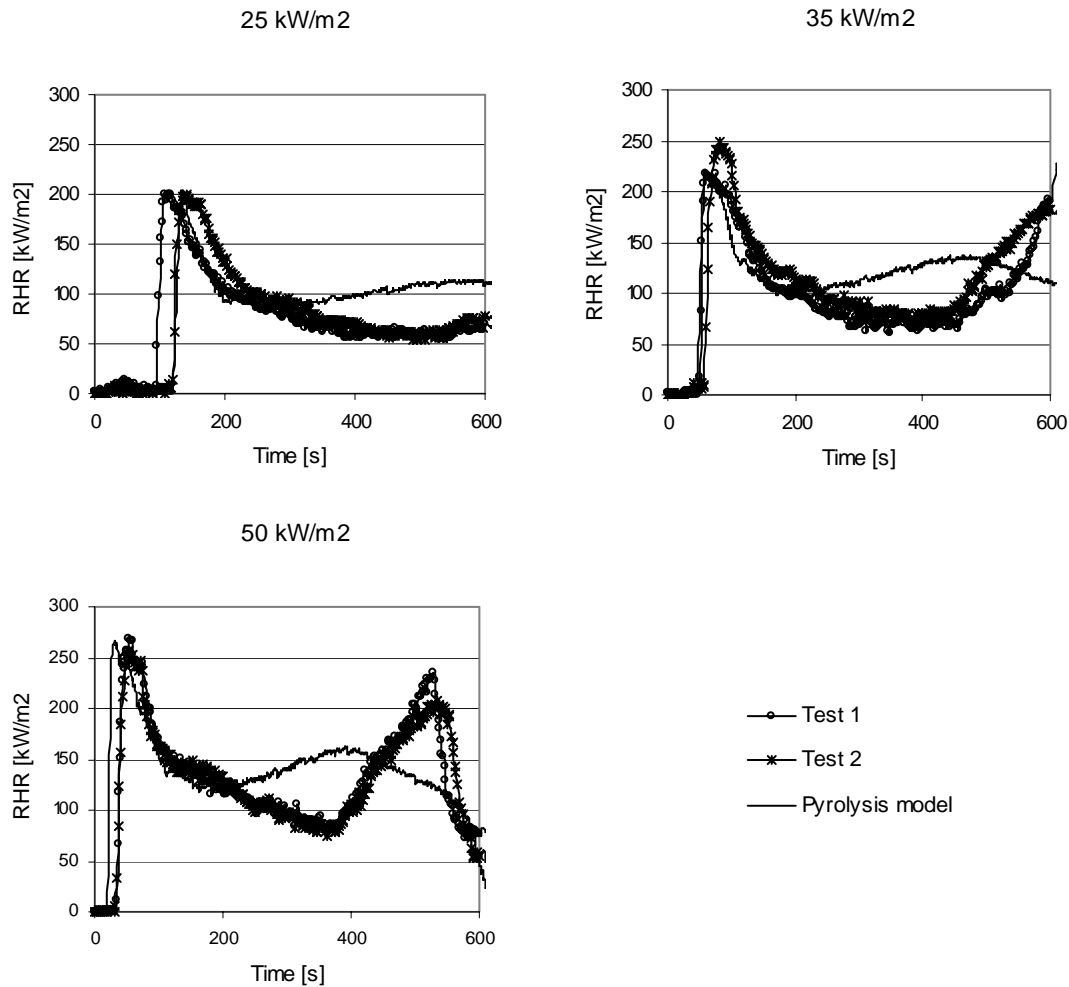 25 kW/m2
300
250
200
150
100
50
0
RHR [kW/m2]
0 200 400 600
Time [s]
35 kW/m2
300
250
200
150
100
50
0
RHR [kW/m2]
0 200 400 600
Time [s]
50 kW/m2
300
250
200
150
100
50
0
RHR [kW/m2
0 200 400 600
Time [s]
Test 1
Test 2
Pyrolysis model